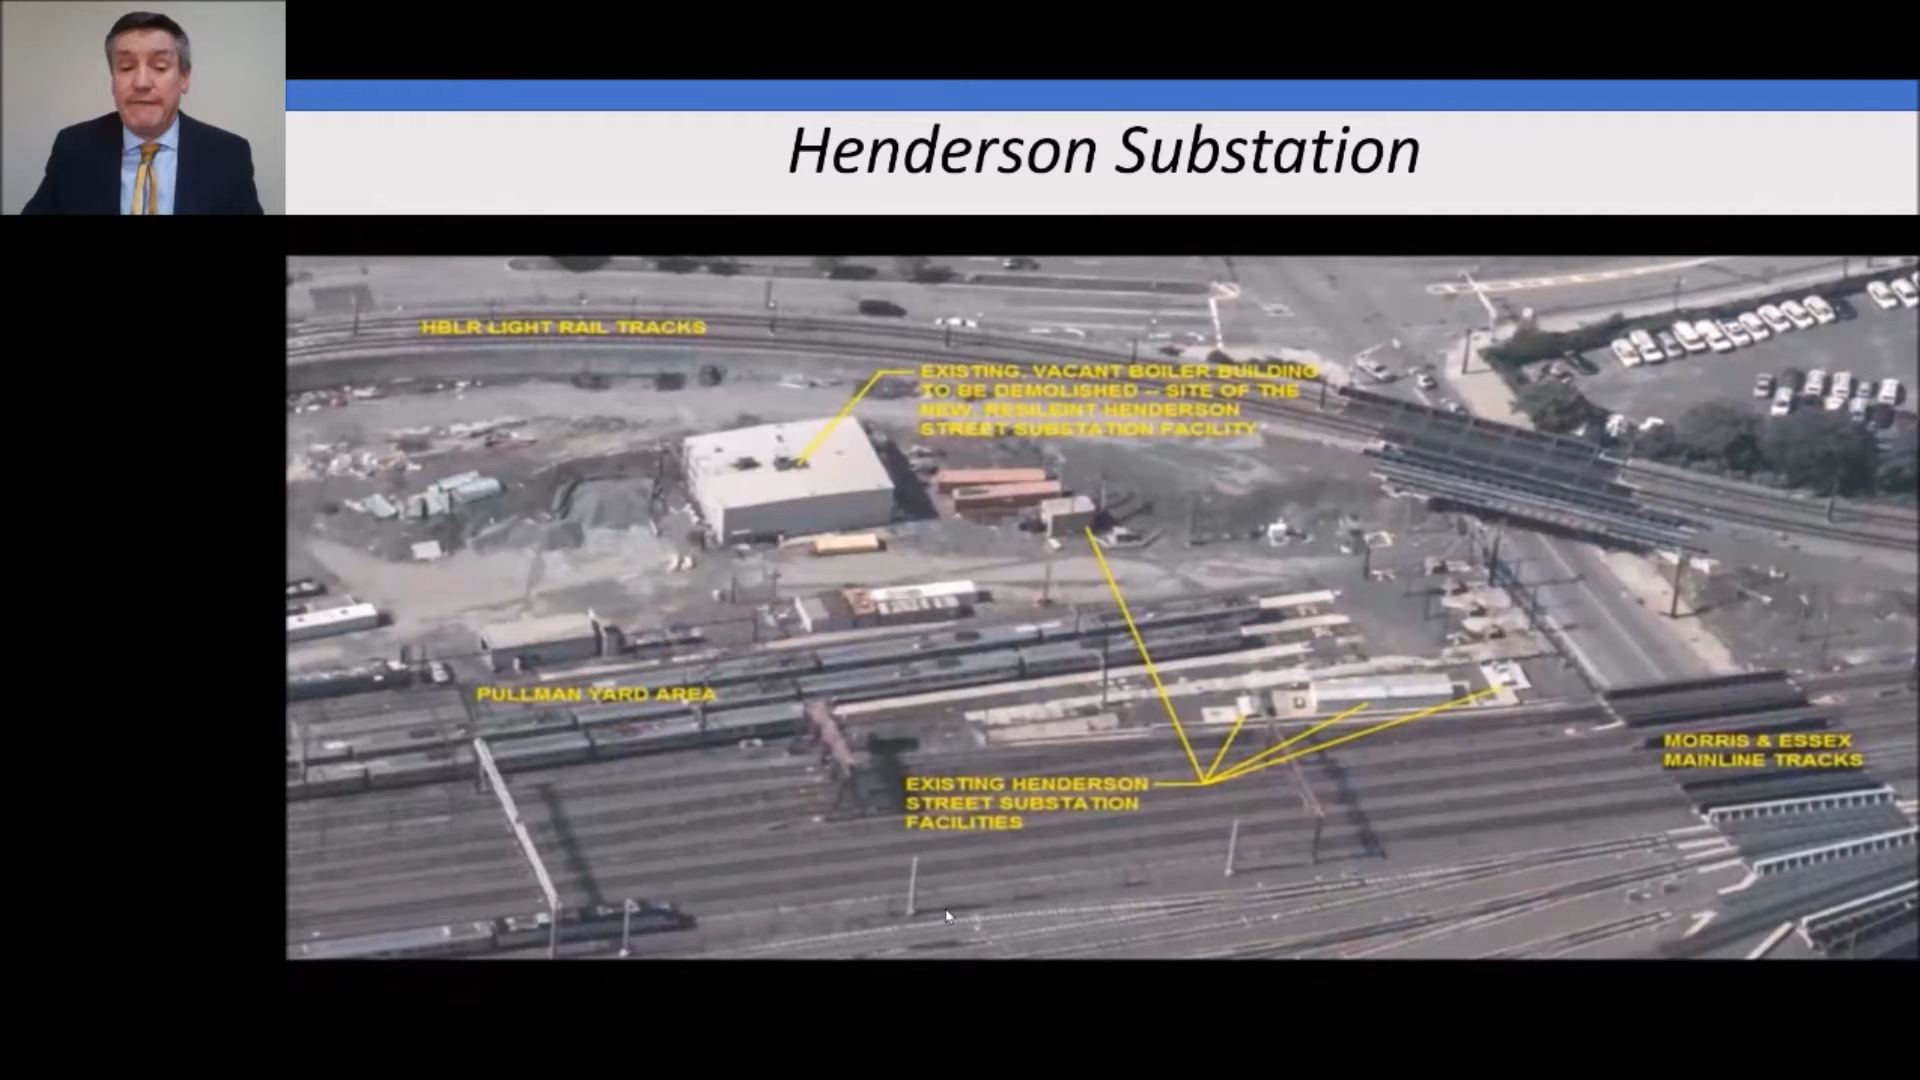 Henderson Substation
HBLR LIGHT RAIL TRACKS
EXISTING, VACANT BOILER BUILDING
TO BE DEMOLISHED – SITE OF THE
NEW, RESILEINT HENDERSON
STREET SUBSTATION FACILITY
PULLMAN YARD AREA
MORRIS & ESSEX
MAINLINE TRACKS
EXISTING HENDERSON
STREET SUBSTATION
FACILITIES